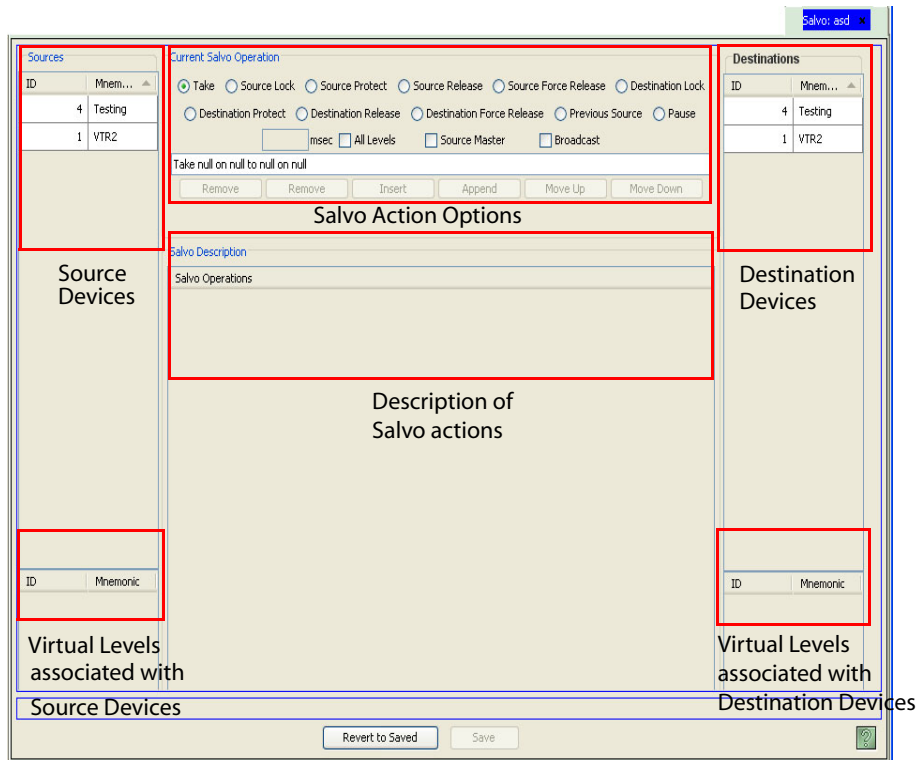 Salvo: asd ×
Sources
ID Mnem...
4 Testing
1 VTR2
Source
Devices
ID Mnemonic
Virtual Levels
associated with
Source Devices
Current Salvo Operation
Take Source Lock Source Protect Source Release Source Force Release Destination Lock
Destination Protect Destination Release Destination Force Release Previous Source Pause
msec All Levels Source Master Broadcast
Take null on null to null on null
Remove Remove Insert Append Move Up Move Down
Salvo Action Options
Salvo Description
Salvo Operations
Description of
Salvo actions
Destinations
ID Mnem...
4 Testing
1 VTR2
Destination
Devices
ID Mnemonic
Virtual Levels
associated with
Destination Devices
Revert to Saved Save ?